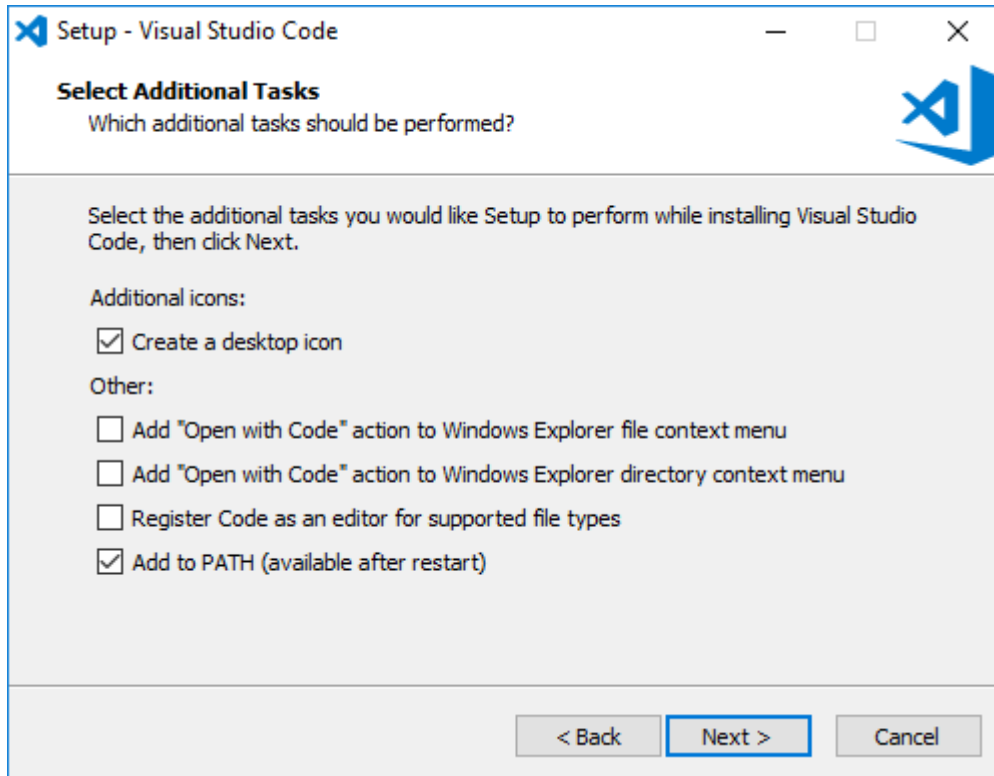 Setup - Visual Studio Code
Select Additional Tasks
Which additional tasks should be performed?
Select the additional tasks you would like Setup to perform while installing Visual Studio
Code, then click Next.
Additional icons:
Create a desktop icon
Other:
Add "Open with Code" action to Windows Explorer file context menu
Add "Open with Code" action to Windows Explorer directory context menu
Register Code as an editor for supported file types
Add to PATH (available after restart)
< Back Next > Cancel